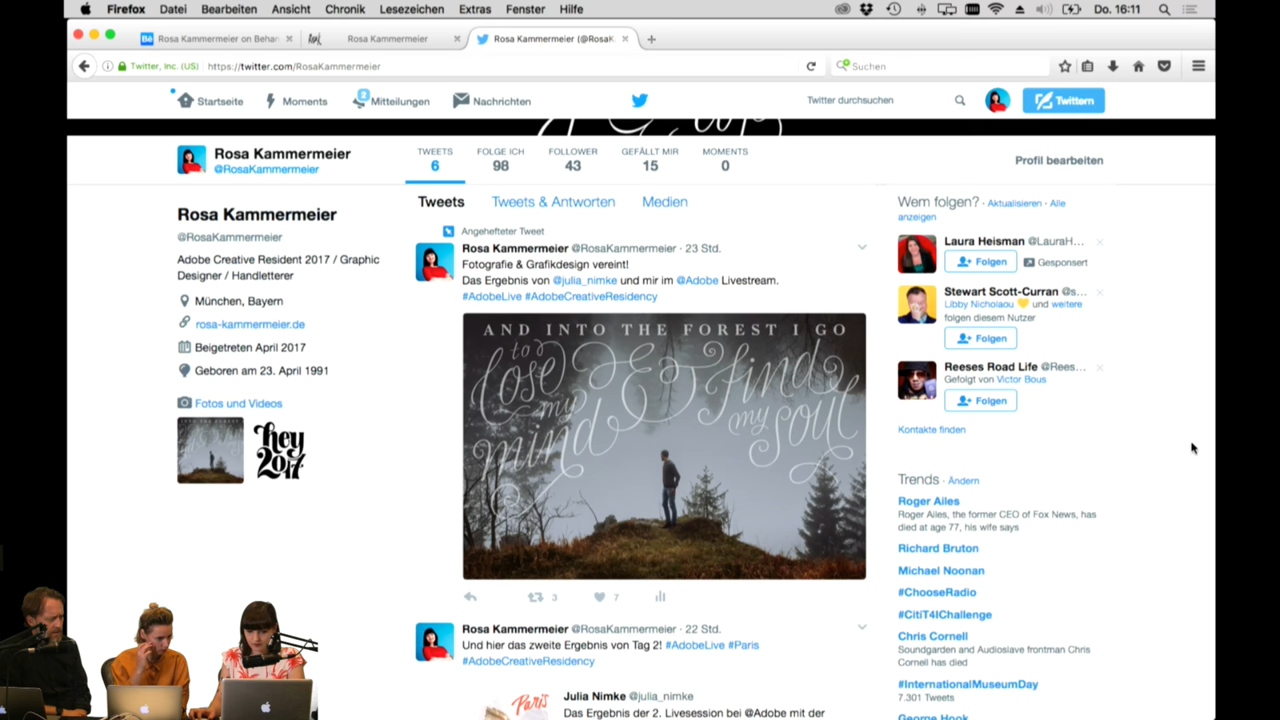 Firefox Datei Bearbeiten Ansicht Chronik Lesezeichen Extras Fenster Hilfe Do. 16:11
Rosa Kammermeier on Behan
Rosa Kammermeier
Rosa Kammermeier (@RosaK
Twitter, Inc. (US) https://twitter.com/RosaKammermeier
Suchen
Startseite Moments 2 Mitteilungen Nachrichten Twitter durchsuchen Twittern
Rosa Kammermeier
@RosaKammermeier
TWEETS FOLGE ICH FOLLOWER GEFÄLLT MIR MOMENTS
6 98 43 15 0
Profil bearbeiten
Rosa Kammermeier
@RosaKammermeier
Adobe Creative Resident 2017 / Graphic
Designer / Handletterer
München, Bayern
rosa-kammermeier.de
Beigetreten April 2017
Geboren am 23. April 1991
Fotos und Videos
hey
2017
Tweets Tweets & Antworten Medien
Angehefteter Tweet
Rosa Kammermeier @RosaKammermeier · 23 Std.
Fotografie & Grafikdesign vereint!
Das Ergebnis von @julia_nimke und mir im @Adobe Livestream.
#AdobeLive #AdobeCreativeResidency
AND INTO THE FOREST I GO
to lose my mind & find my soul
3 7
Rosa Kammermeier @RosaKammermeier · 22 Std.
Und hier das zweite Ergebnis von Tag 2! #AdobeLive #Paris
#AdobeCreativeResidency
Paris
Julia Nimke @julia_nimke
Das Ergebnis der 2. Livesession bei @Adobe mit der
Wem folgen? · Aktualisieren · Alle
anzeigen
Laura Heisman @LauraH...
Folgen Gesponsert
Stewart Scott-Curran @s...
Libby Nicholaou 💛 und weitere
folgen diesem Nutzer
Folgen
Reeses Road Life @Rees...
Gefolgt von Victor Bous
Folgen
Kontakte finden
Trends · Ändern
Roger Ailes
Roger Ailes, the former CEO of Fox News, has
died at age 77, his wife says
Richard Bruton
Michael Noonan
#ChooseRadio
#CitiT4IChallenge
Chris Cornell
Soundgarden and Audioslave frontman Chris
Cornell has died
#InternationalMuseumDay
7.301 Tweets
George Hook